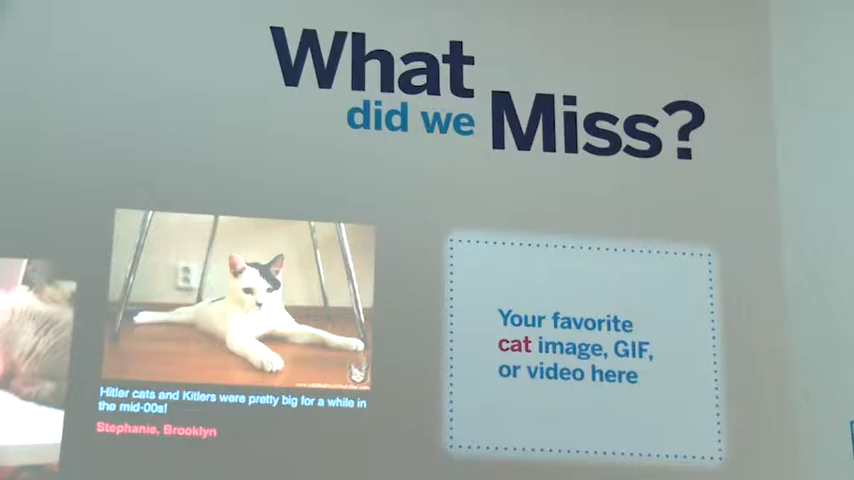 What
did we Miss?
Your favorite
cat image, GIF,
or video here
Hitler cats and Kitlers were pretty big for a while in
the mid-00s!
Stephanie, Brooklyn